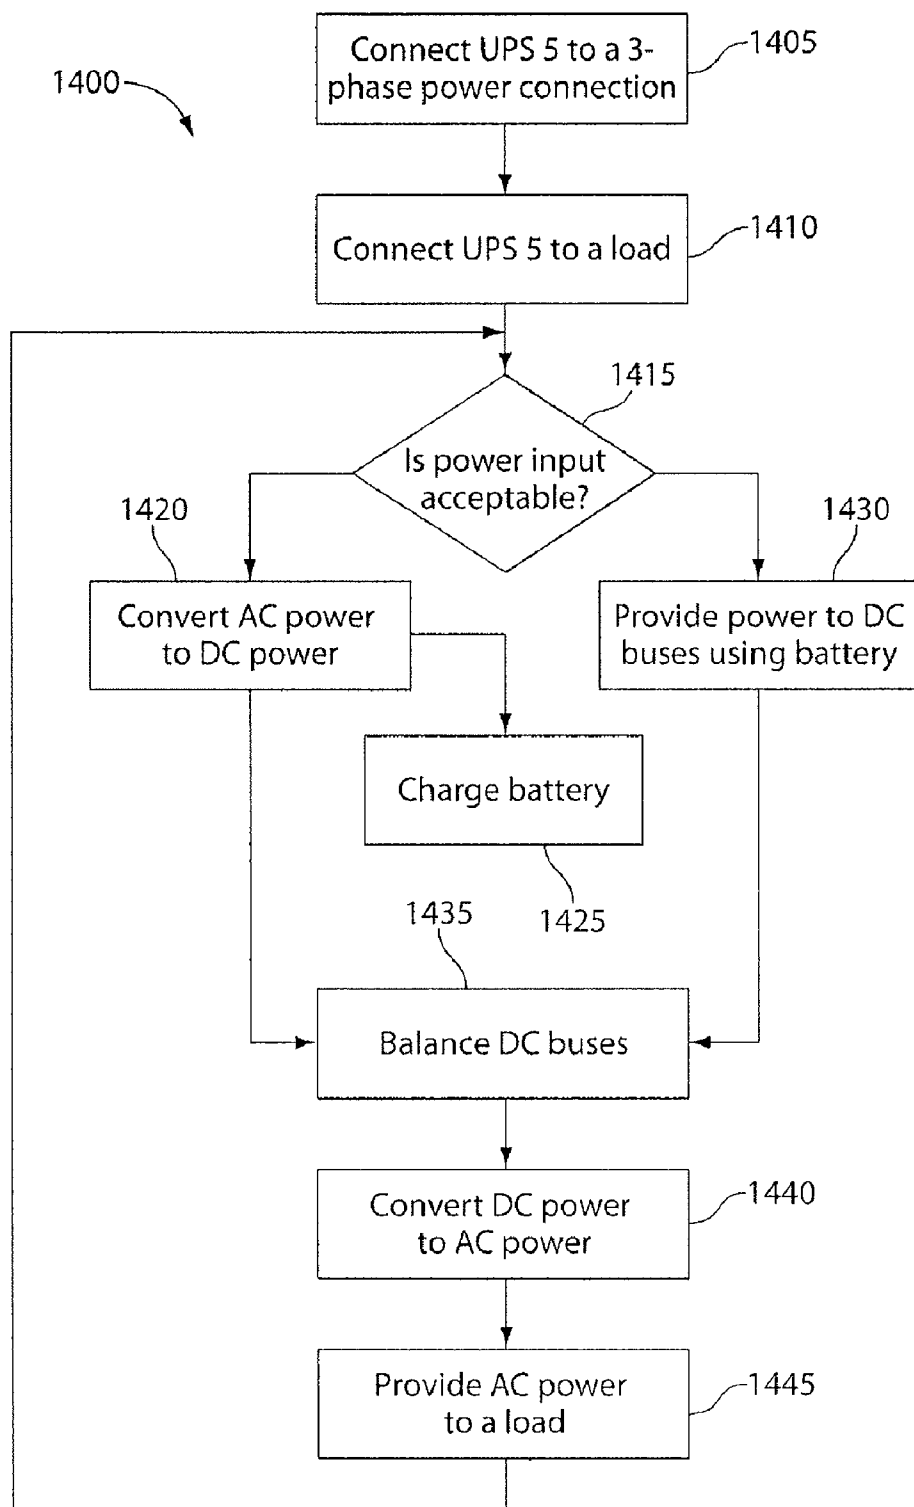 1400
Connect UPS 5 to a 3-
phase power connection
1405
Connect UPS 5 to a load
1410
1415
Is power input
acceptable?
1420
Convert AC power
to DC power
1430
Provide power to DC
buses using battery
Charge battery
1425
1435
Balance DC buses
Convert DC power
to AC power
1440
Provide AC power
to a load
1445